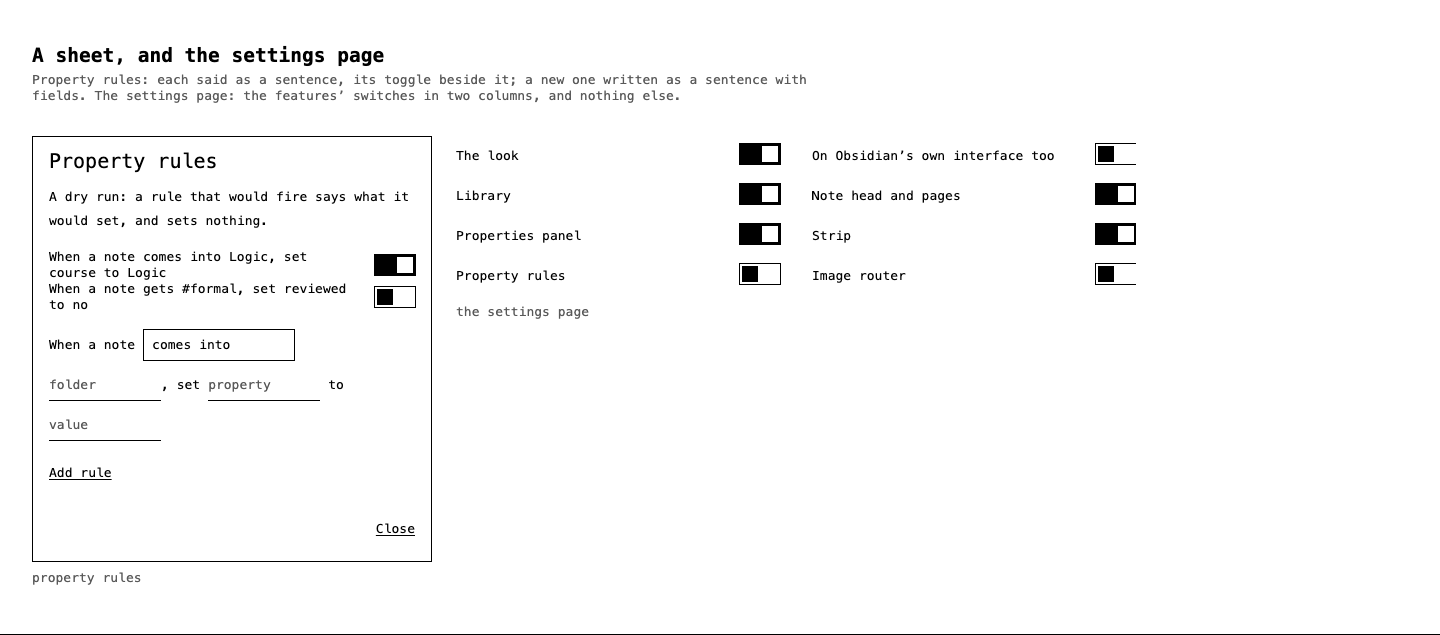 A sheet, and the settings page
Property rules: each said as a sentence, its toggle beside it; a new one written as a sentence with
fields. The settings page: the features’ switches in two columns, and nothing else.
Property rules
A dry run: a rule that would fire says what it
would set, and sets nothing.
When a note comes into Logic, set
course to Logic
When a note gets #formal, set reviewed
to no
When a note comes into
folder , set property to
value
Add rule
Close
property rules
The look
On Obsidian’s own interface too
Library
Note head and pages
Properties panel
Strip
Property rules
Image router
the settings page